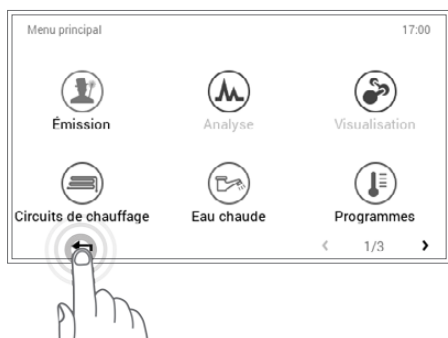 Menu principal 17:00
Émission Analyse Visualisation
Circuits de chauffage Eau chaude Programmes
1/3